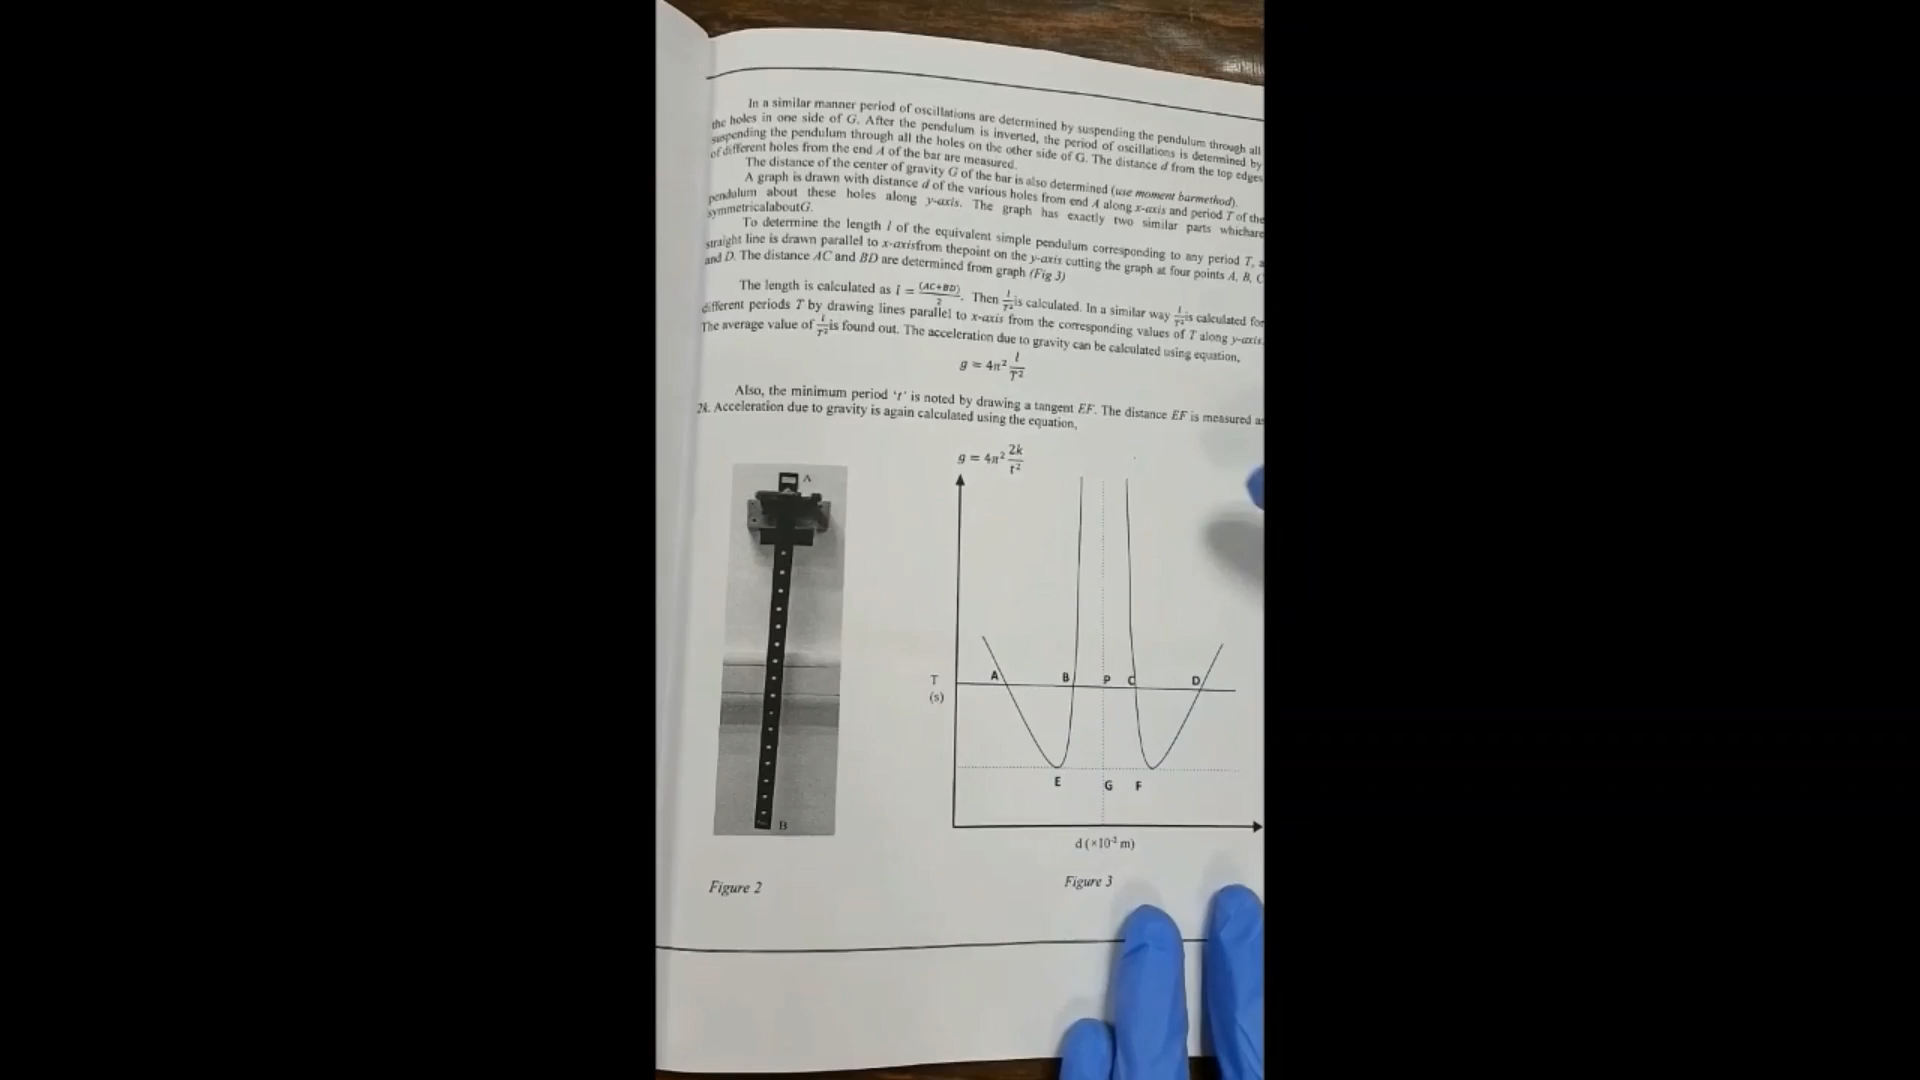 In a similar manner period of oscillations are determined by suspending the pendulum through all
the holes in one side of G. After the pendulum is inverted, the period of oscillations is determined by
suspending the pendulum through all the holes on the other side of G. The distance d from the top edges
of different holes from the end A of the bar are measured.
The distance of the center of gravity G of the bar is also determined (use moment barmethod).
A graph is drawn with distance d of the various holes from end A along x-axis and period T of the
pendulum about these holes along y-axis. The graph has exactly two similar parts whichare
symmetricalaboutG.
To determine the length l of the equivalent simple pendulum corresponding to any period T, a
straight line is drawn parallel to x-axisfrom thepoint on the y-axis cutting the graph at four points A, B, C
and D. The distance AC and BD are determined from graph (Fig 3)
The length is calculated as l = (AC+BD)/2. Then l/T² is calculated. In a similar way l/T² is calculated for
different periods T by drawing lines parallel to x-axis from the corresponding values of T along y-axis.
The average value of l/T² is found out. The acceleration due to gravity can be calculated using equation,
g = 4π² l/T²
Also, the minimum period 't' is noted by drawing a tangent EF. The distance EF is measured as
2k. Acceleration due to gravity is again calculated using the equation,
g = 4π² 2k/t²
A
B
T
(s)
A B P C D
E G F
d (×10⁻² m)
Figure 2
Figure 3